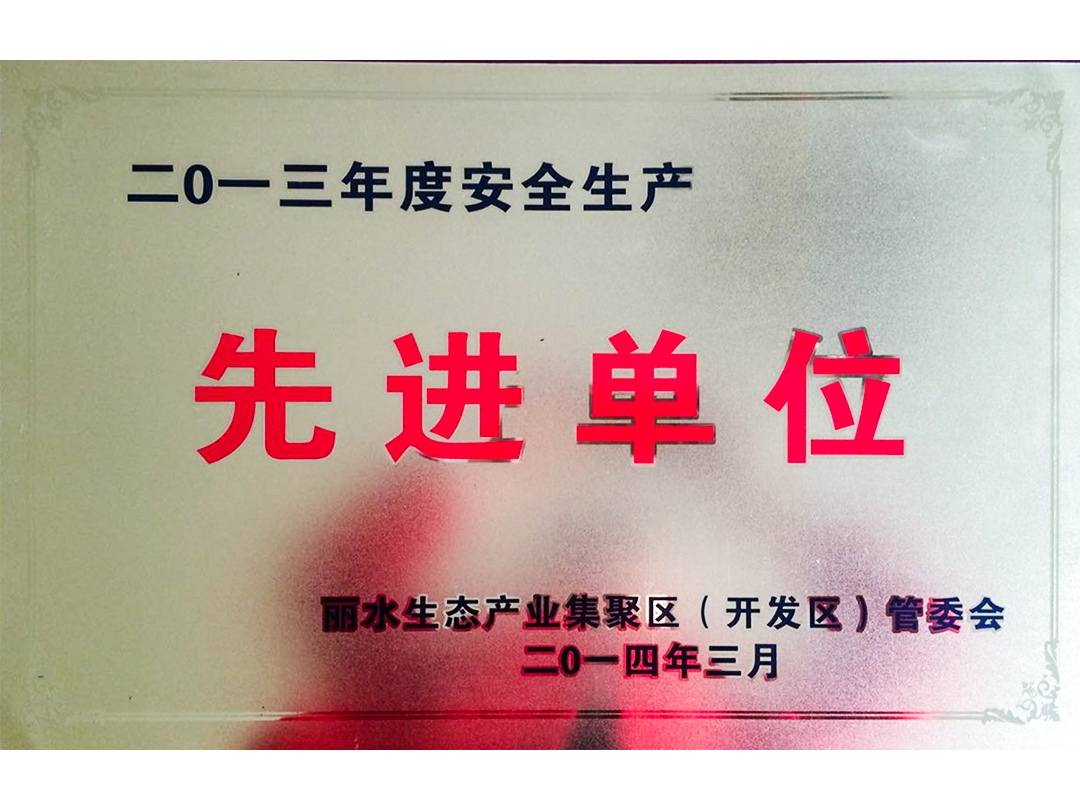 二0一三年度安全生产
先进单位
丽水生态产业集聚区（开发区）管委会
二0一四年三月